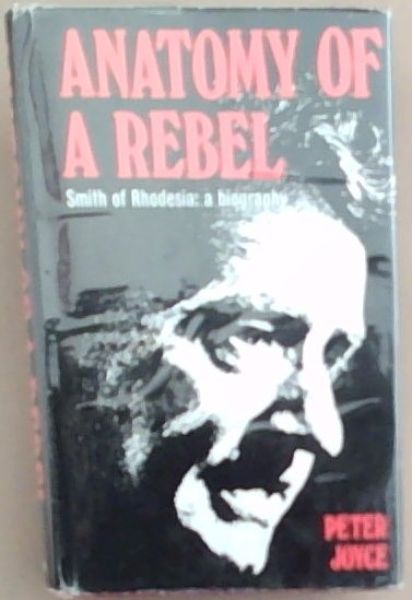 ANATOMY OF
A REBEL
Smith of Rhodesia: a biography
PETER
JOYCE